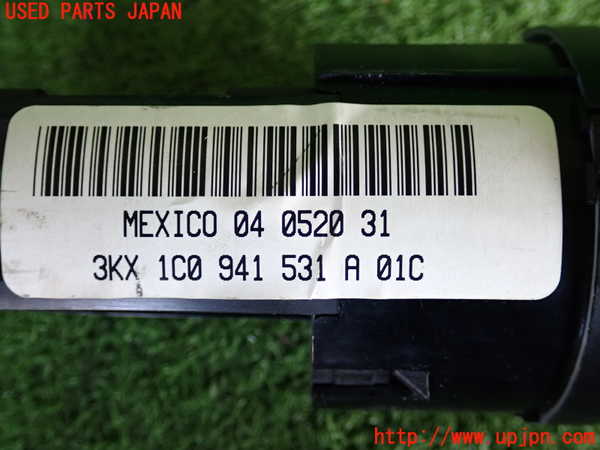 USED PARTS JAPAN
MEXICO 04 0520 31
3KX 1C0 941 531 A 01C
http://www.upjpn.com/